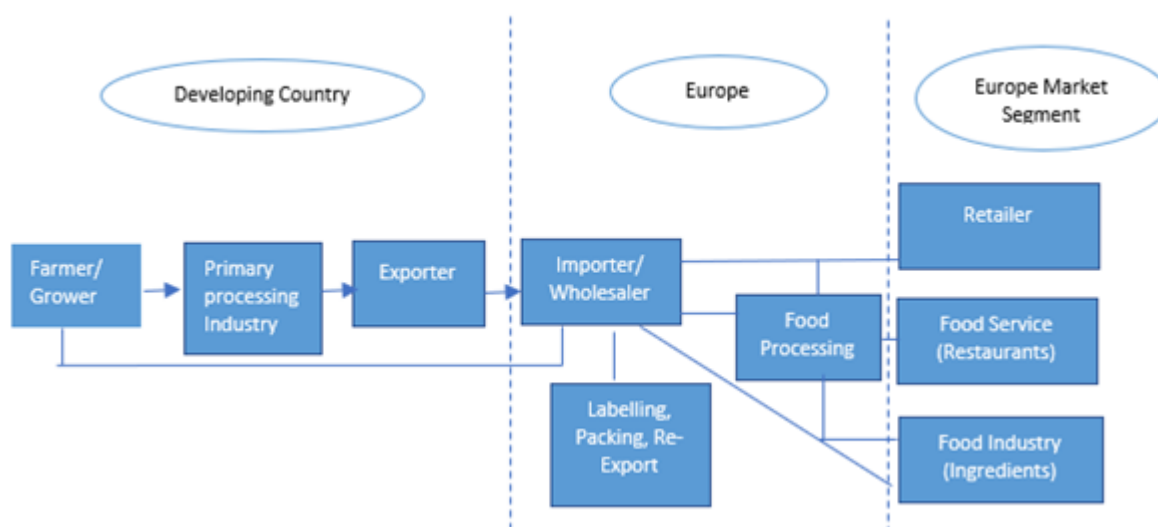 Developing Country
Europe
Europe Market
Segment
Farmer/
Grower
Primary
processing
Industry
Exporter
Importer/
Wholesaler
Labelling,
Packing, Re-
Export
Food
Processing
Retailer
Food Service
(Restaurants)
Food Industry
(Ingredients)